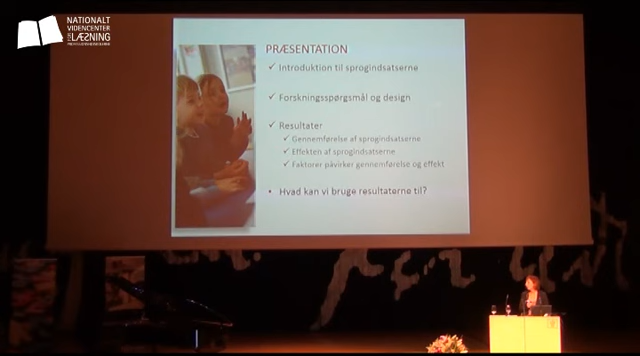 NATIONALT
VIDENCENTER
FOR LÆSNING
PRÆSENTATION
✓ Introduktion til sprogindsatserne
✓ Forskningsspørgsmål og design
✓ Resultater
✓ Gennemførelse af sprogindsatserne
✓ Effekten af sprogindsatserne
✓ Faktorer påvirker gennemførelse og effekt
• Hvad kan vi bruge resultaterne til?